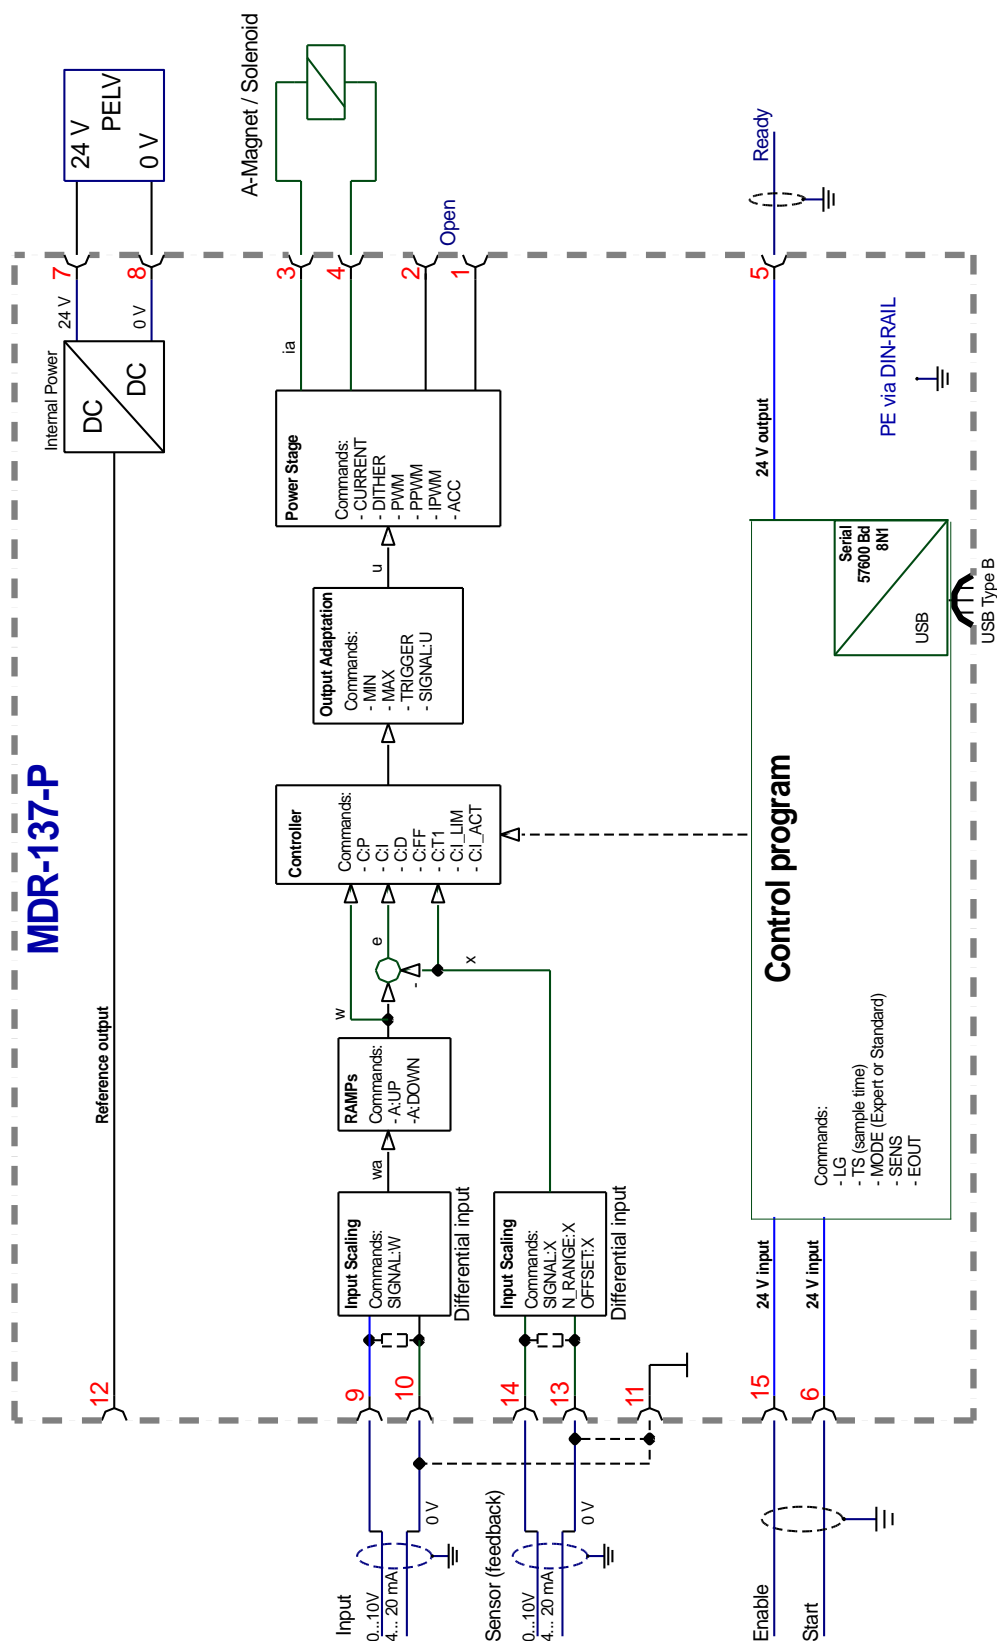 MDR-137-P
24 V
PELV
0 V
7
8
24 V
0 V
Internal Power
DC
DC
Reference output
12
A-Magnet / Solenoid
3
4
2
1
Open
ia
Power Stage
Commands:
- CURRENT
- DITHER
- PWM
- PPWM
- IPWM
- ACC
u
Output Adaptation
Commands:
- MIN
- MAX
- TRIGGER
- SIGNAL:U
Controller
Commands:
- C:P
- C:I
- C:D
- C:FF
- C:T1
- C:I_LIM
- C:I_ACT
w
e
x
-
RAMPs
Commands:
- A:UP
-A:DOWN
wa
Input Scaling
Commands:
SIGNAL:W
Differential input
Input Scaling
Commands:
SIGNAL:X
N_RANGE:X
OFFSET:X
Differential input
9
10
14
13
11
Input
0...10V
4... 20 mA
0 V
Sensor (feedback)
0...10V
4... 20 mA
0 V
Ready
5
24 V output
PE via DIN-RAIL
Serial
57600 Bd
8N1
USB
USB Type B
Control program
Commands:
- LG
- TS (sample time)
- MODE (Expert or Standard)
- SENS
- EOUT
24 V input
24 V input
15
6
Enable
Start